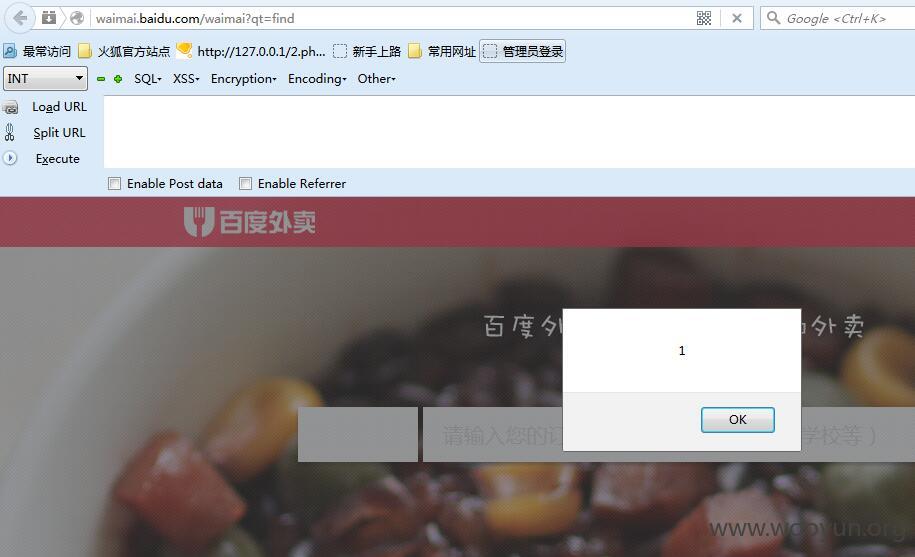 waimai.baidu.com/waimai?qt=find
Google <Ctrl+K>
最常访问 火狐官方站点 http://127.0.0.1/2.ph... 新手上路 常用网址 管理员登录
INT SQL XSS Encryption Encoding Other
Load URL
Split URL
Execute
Enable Post data Enable Referrer
百度外卖
百度外 外卖
1
OK
请输入您的 学校等）
www.wooyun.org